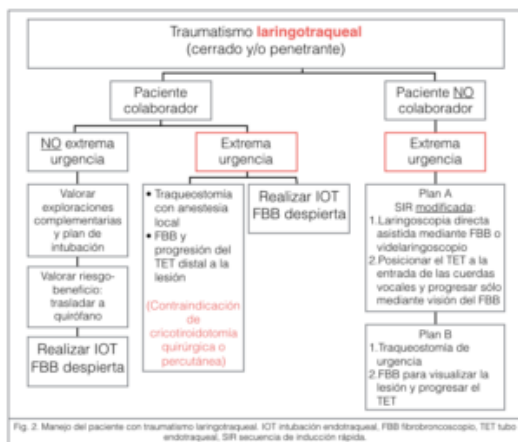 Traumatismo laringotraqueal
(cerrado y/o penetrante)
Paciente
colaborador
Paciente NO
colaborador
NO extrema
urgencia
Extrema
urgencia
Extrema
urgencia
Valorar
exploraciones
complementarias
y plan de
intubación
Valorar riesgo-
beneficio:
trasladar a
quirófano
Realizar IOT
FBB despierta
• Traqueostomía
con anestesia
local
• FBB y
progresión del
TET distal a la
lesión
(Contraindicación
de
cricotiroidotomía
quirúrgica o
percutánea)
Realizar IOT
FBB despierta
Plan A
SIR modificada:
1.Laringoscopia directa
asistida mediante FBB o
videlaringoscopio
2.Posicionar el TET a la
entrada de las cuerdas
vocales y progresar sólo
mediante visión del FBB
Plan B
1.Traqueostomía de
urgencia
2.FBB para visualizar la
lesión y progresar el
TET
Fig. 2. Manejo del paciente con traumatismo laringotraqueal. IOT intubación endotraqueal, FBB fibrobroncoscopio, TET tubo
endotraqueal, SIR secuencia de inducción rápida.